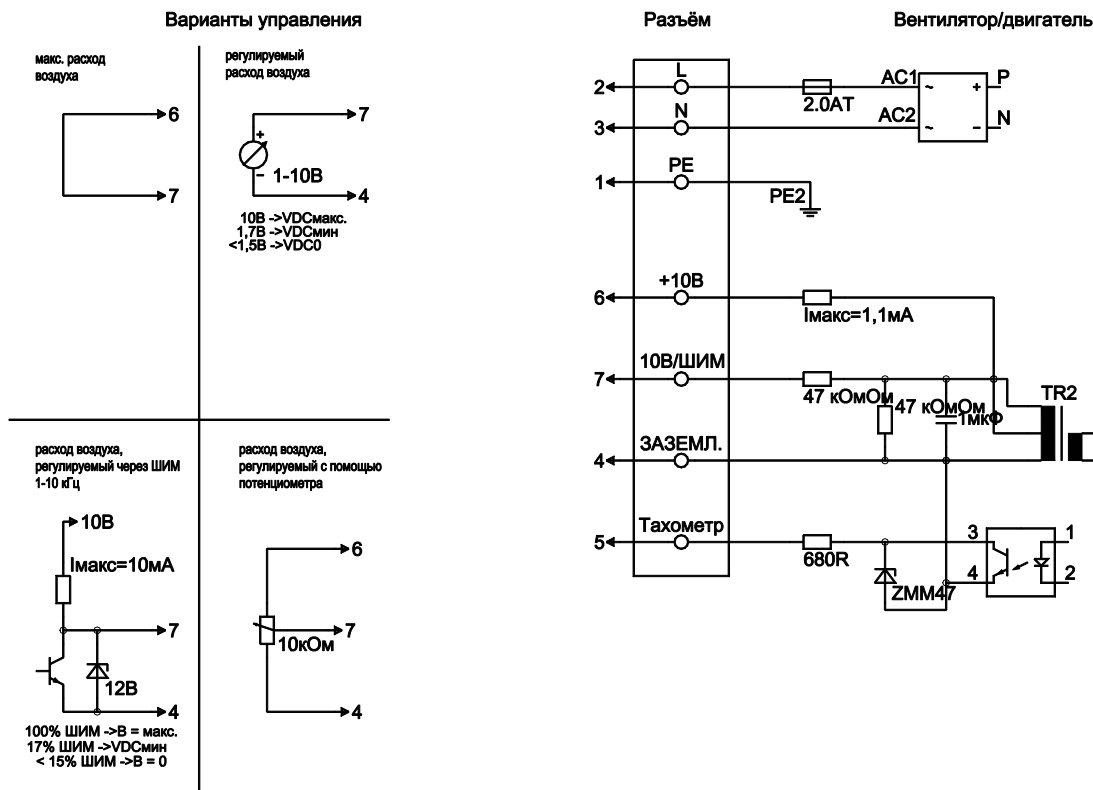 Варианты управления
Разъём
Вентилятор/двигатель
макс. расход
воздуха
6
7
регулируемый
расход воздуха
7
+
− 1-10В
4
10В ->VDCмакс.
1,7В ->VDCмин
<1,5В ->VDC0
расход воздуха,
регулируемый через ШИМ
1-10 кГц
10В
Iмакс=10мА
7
12В
4
100% ШИМ ->В = макс.
17% ШИМ ->VDCмин
< 15% ШИМ ->В = 0
расход воздуха,
регулируемый с помощью
потенциометра
6
7
10кОм
4
2
L
2.0АТ
AC1
~
+
P
3
N
AC2
~
−
N
1
PE
PE2
6
+10В
Iмакс=1,1мА
7
10В/ШИМ
47 кОмОм
47 кОмОм
1мкФ
TR2
4
ЗАЗЕМЛ.
5
Тахометр
680R
ZMM47
3
4
1
2